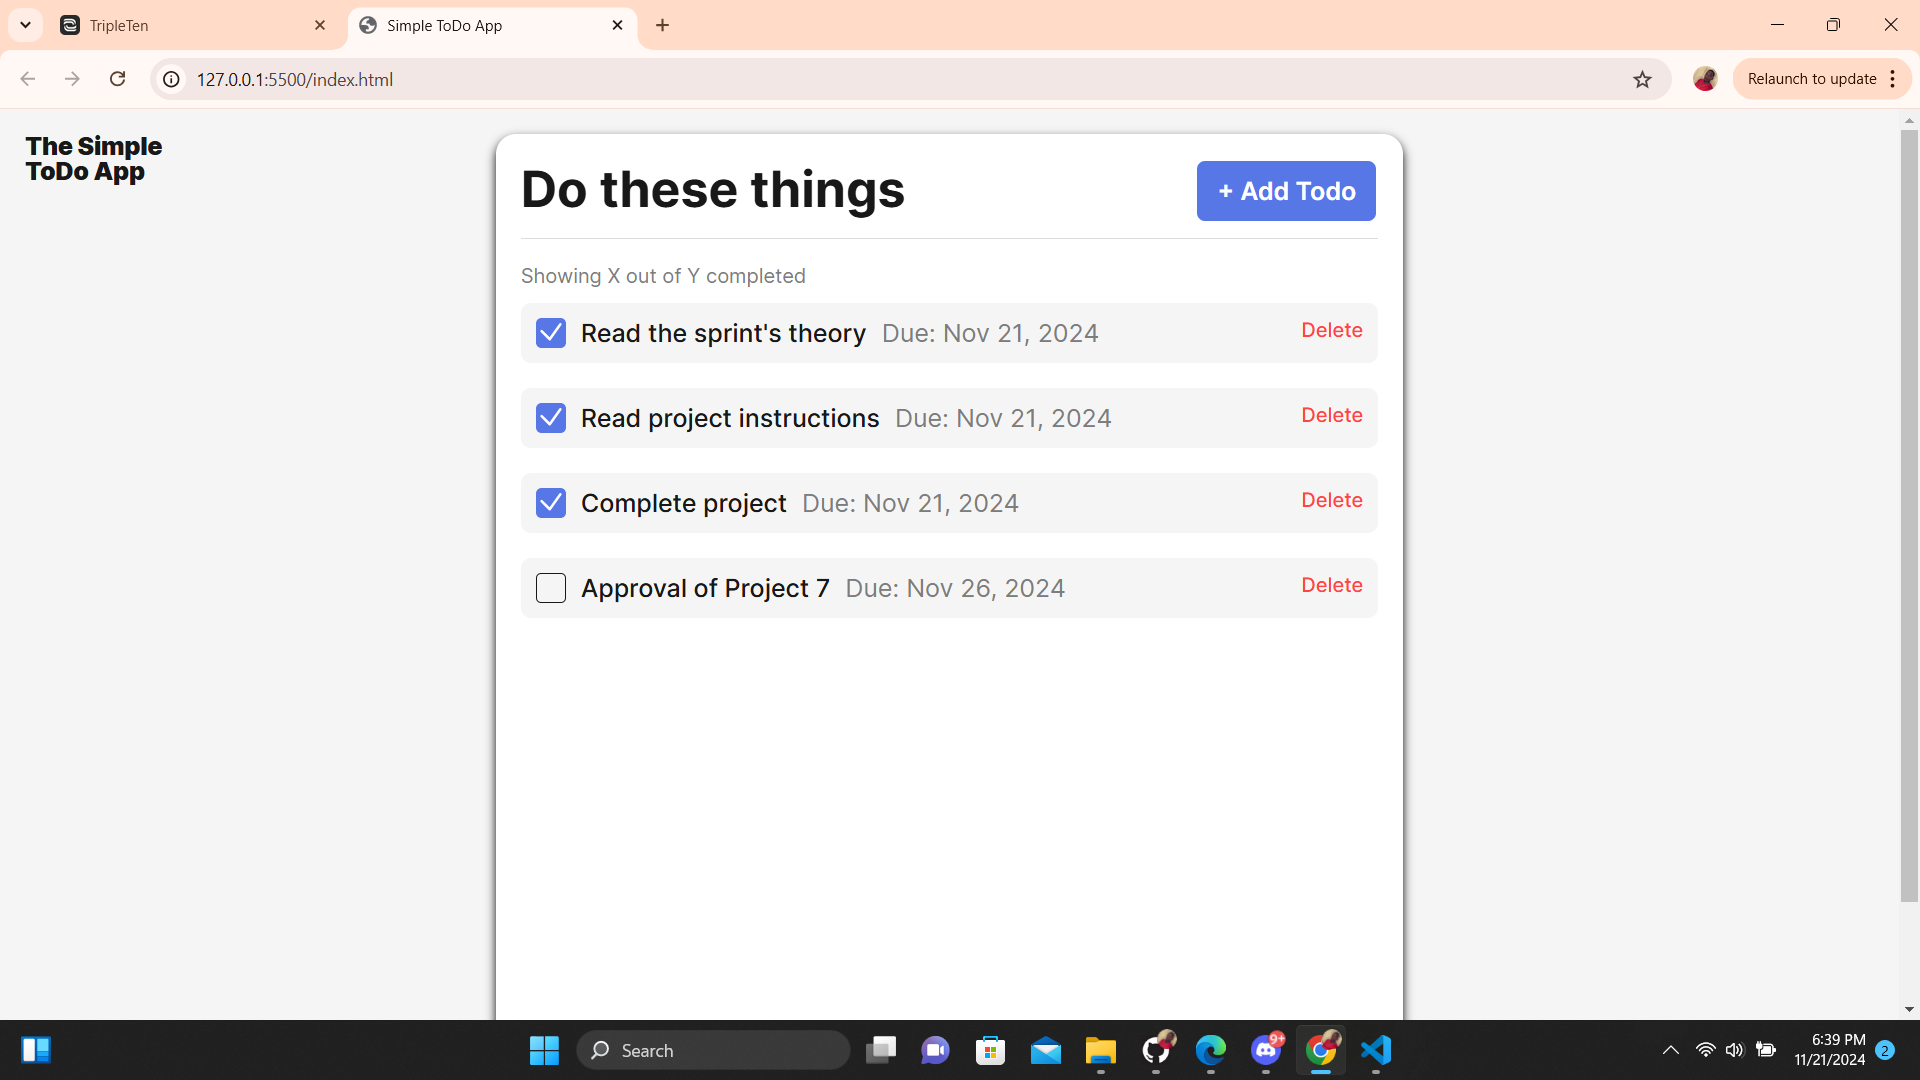 TripleTen
Simple ToDo App
127.0.0.1:5500/index.html
Relaunch to update
The Simple
ToDo App
Do these things
+ Add Todo
Showing X out of Y completed
Read the sprint's theory Due: Nov 21, 2024 Delete
Read project instructions Due: Nov 21, 2024 Delete
Complete project Due: Nov 21, 2024 Delete
Approval of Project 7 Due: Nov 26, 2024 Delete
Search
9+
6:39 PM
11/21/2024
2